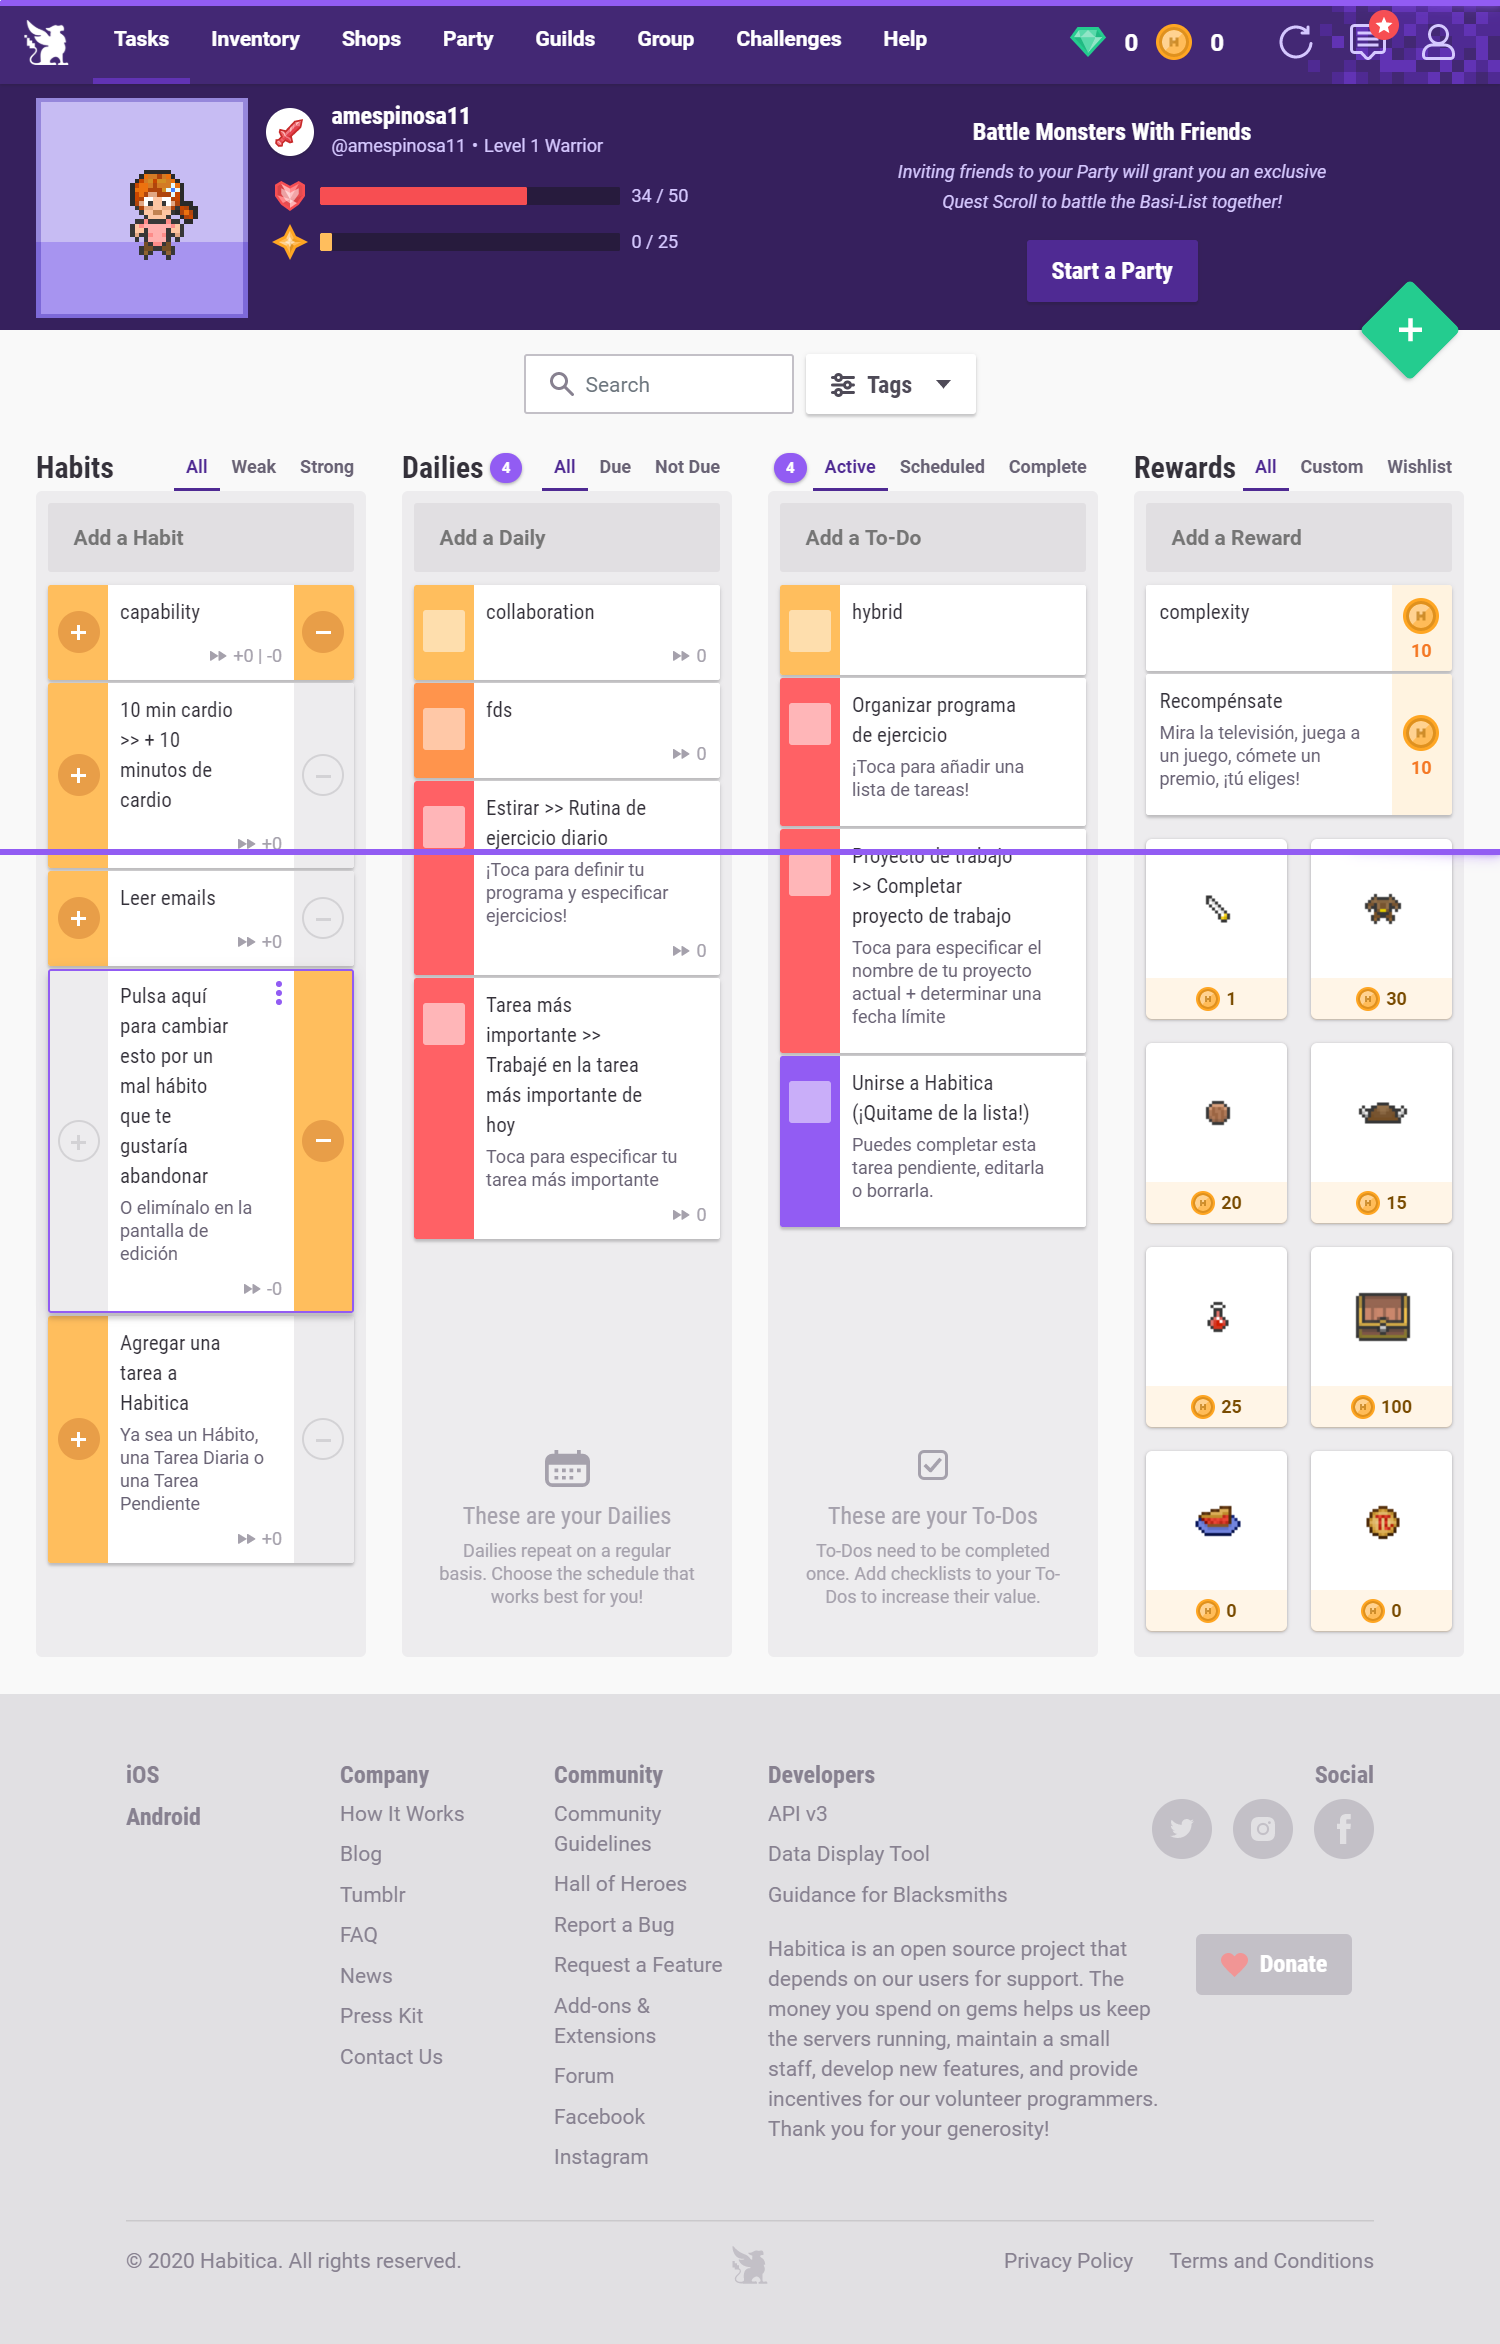 Tasks Inventory Shops Party Guilds Group Challenges Help 0 0
amespinosa11
@amespinosa11 • Level 1 Warrior
34 / 50
0 / 25
Battle Monsters With Friends
Inviting friends to your Party will grant you an exclusive
Quest Scroll to battle the Basi-List together!
Start a Party
Search
Tags
Habits All Weak Strong
Add a Habit
capability
+0 | -0
10 min cardio
>> + 10
minutos de
cardio
+0
Leer emails
+0
Pulsa aquí
para cambiar
esto por un
mal hábito
que te
gustaría
abandonar
O elimínalo en la
pantalla de
edición
-0
Agregar una
tarea a
Habitica
Ya sea un Hábito,
una Tarea Diaria o
una Tarea
Pendiente
+0
Dailies 4 All Due Not Due
Add a Daily
collaboration
0
fds
0
Estirar >> Rutina de
ejercicio diario
¡Toca para definir tu
programa y especificar
ejercicios!
0
Tarea más
importante >>
Trabajé en la tarea
más importante de
hoy
Toca para especificar tu
tarea más importante
0
These are your Dailies
Dailies repeat on a regular
basis. Choose the schedule that
works best for you!
4 Active Scheduled Complete
Add a To-Do
hybrid
Organizar programa
de ejercicio
¡Toca para añadir una
lista de tareas!
Proyecto de trabajo
>> Completar
proyecto de trabajo
Toca para especificar el
nombre de tu proyecto
actual + determinar una
fecha límite
Unirse a Habitica
(¡Quitame de la lista!)
Puedes completar esta
tarea pendiente, editarla
o borrarla.
These are your To-Dos
To-Dos need to be completed
once. Add checklists to your To-
Dos to increase their value.
Rewards All Custom Wishlist
Add a Reward
complexity
10
Recompénsate
Mira la televisión, juega a
un juego, cómete un
premio, ¡tú eliges!
10
1 30
20 15
25 100
0 0
iOS
Android
Company
How It Works
Blog
Tumblr
FAQ
News
Press Kit
Contact Us
Community
Community
Guidelines
Hall of Heroes
Report a Bug
Request a Feature
Add-ons &
Extensions
Forum
Facebook
Instagram
Developers
API v3
Data Display Tool
Guidance for Blacksmiths
Habitica is an open source project that
depends on our users for support. The
money you spend on gems helps us keep
the servers running, maintain a small
staff, develop new features, and provide
incentives for our volunteer programmers.
Thank you for your generosity!
Social
Donate
© 2020 Habitica. All rights reserved.
Privacy Policy Terms and Conditions